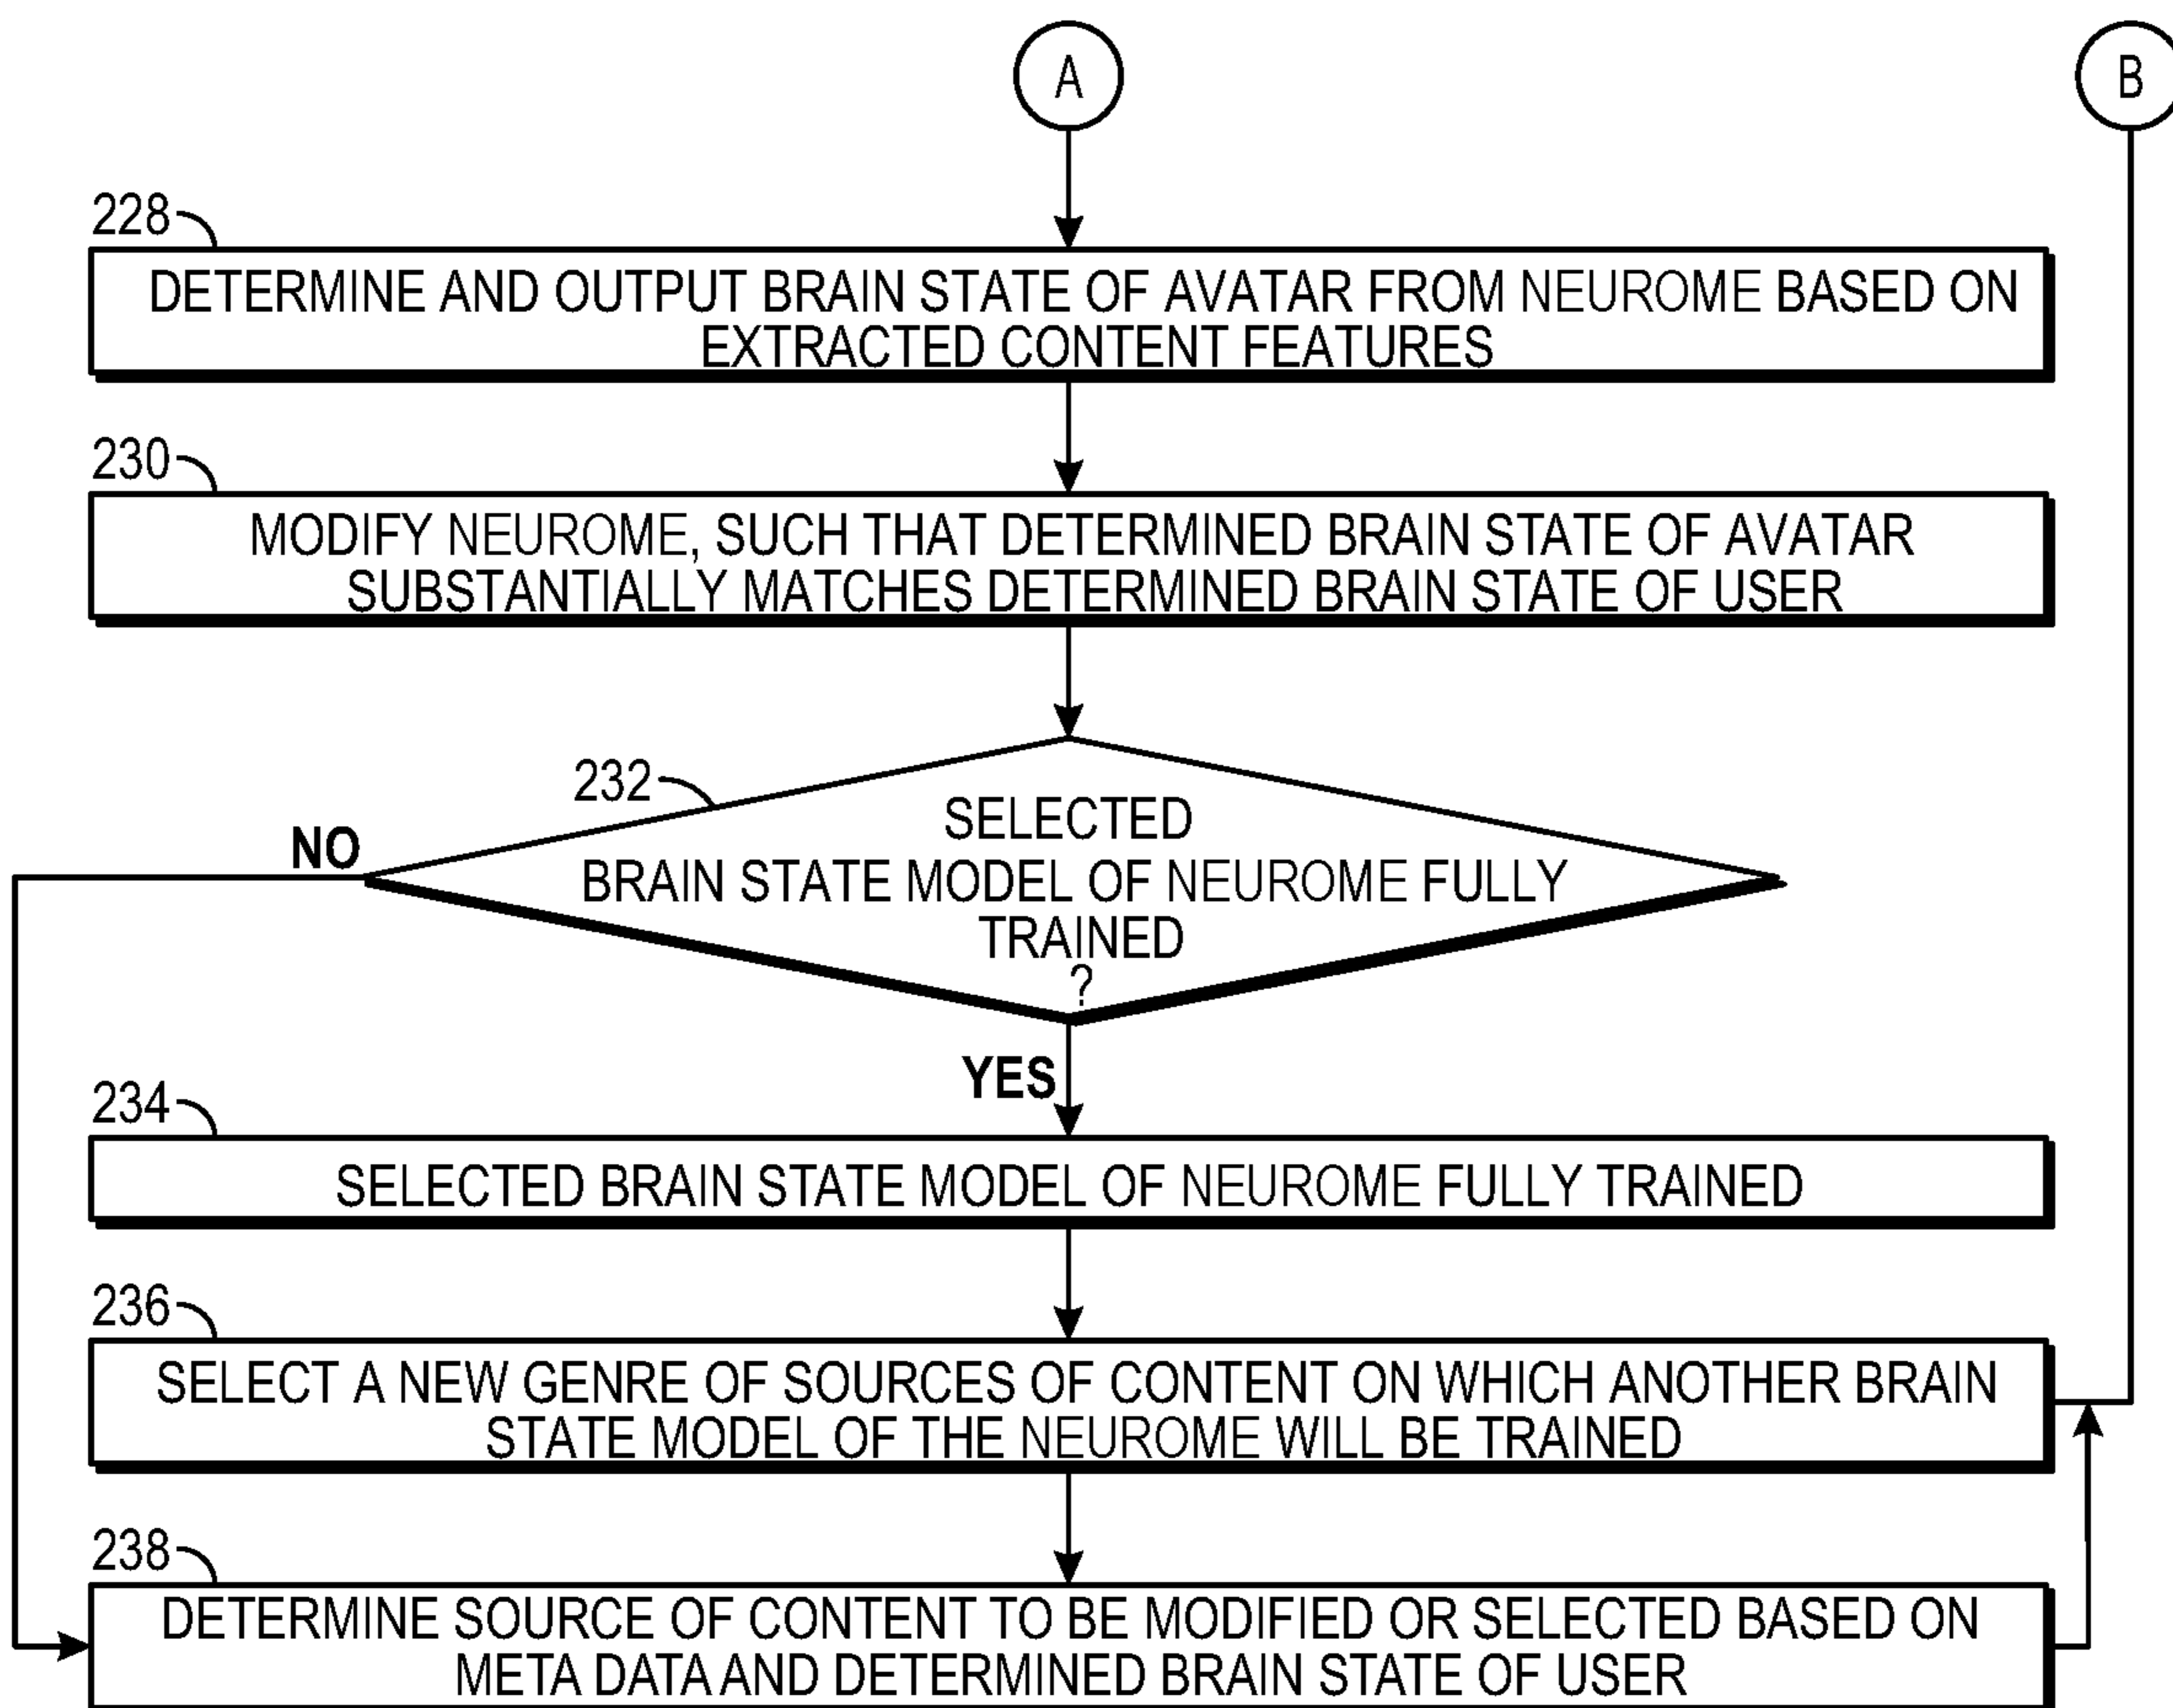 A
B
228
DETERMINE AND OUTPUT BRAIN STATE OF AVATAR FROM NEUROME BASED ON
EXTRACTED CONTENT FEATURES
230
MODIFY NEUROME, SUCH THAT DETERMINED BRAIN STATE OF AVATAR
SUBSTANTIALLY MATCHES DETERMINED BRAIN STATE OF USER
232
NO
SELECTED
BRAIN STATE MODEL OF NEUROME FULLY
TRAINED
?
YES
234
SELECTED BRAIN STATE MODEL OF NEUROME FULLY TRAINED
236
SELECT A NEW GENRE OF SOURCES OF CONTENT ON WHICH ANOTHER BRAIN
STATE MODEL OF THE NEUROME WILL BE TRAINED
238
DETERMINE SOURCE OF CONTENT TO BE MODIFIED OR SELECTED BASED ON
META DATA AND DETERMINED BRAIN STATE OF USER